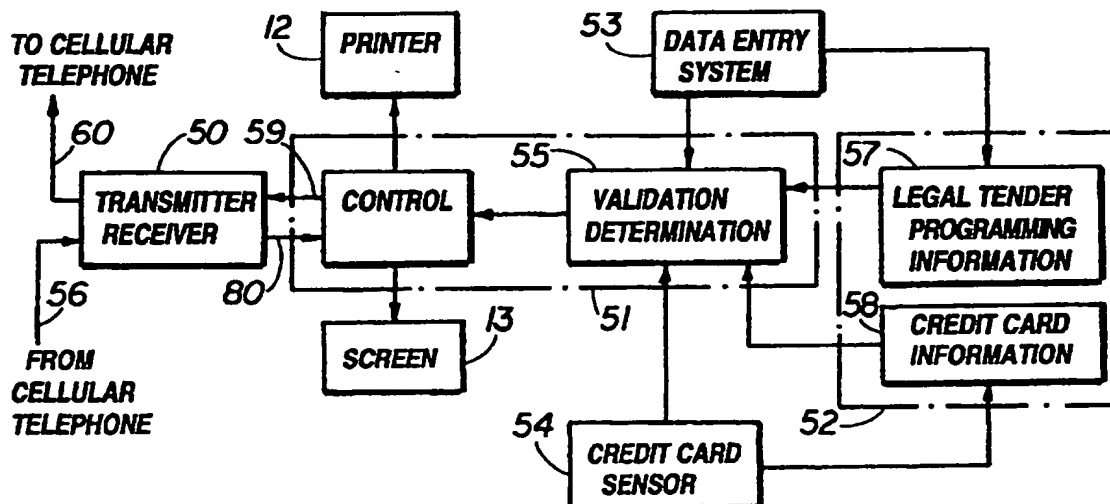 TO CELLULAR
TELEPHONE
60
50
TRANSMITTER
RECEIVER
56
FROM
CELLULAR
TELEPHONE
12
PRINTER
59
CONTROL
80
SCREEN
13
51
53
DATA ENTRY
SYSTEM
55
VALIDATION
DETERMINATION
57
LEGAL TENDER
PROGRAMMING
INFORMATION
58
CREDIT CARD
INFORMATION
52
54
CREDIT CARD
SENSOR